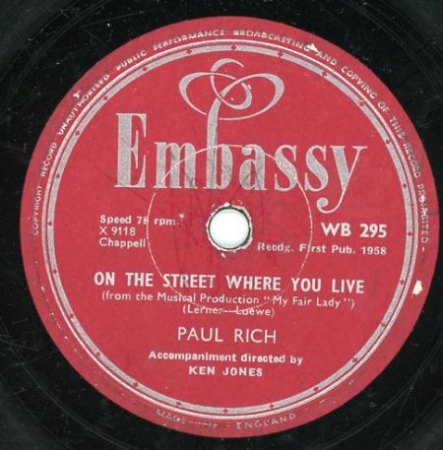 COPYRIGHT RECORD UNAUTHORISED PUBLIC PERFORMANCE BROADCASTING AND COPYING OF THIS RECORD PROHIBITED
Embassy
Speed 78 rpm.
X 9118
Chappell
WB 295
Recdg. First Pub. 1958
ON THE STREET WHERE YOU LIVE
(from the Musical Production "My Fair Lady")
(Lerner—Loewe)
PAUL RICH
Accompaniment directed by
KEN JONES
MADE IN ENGLAND